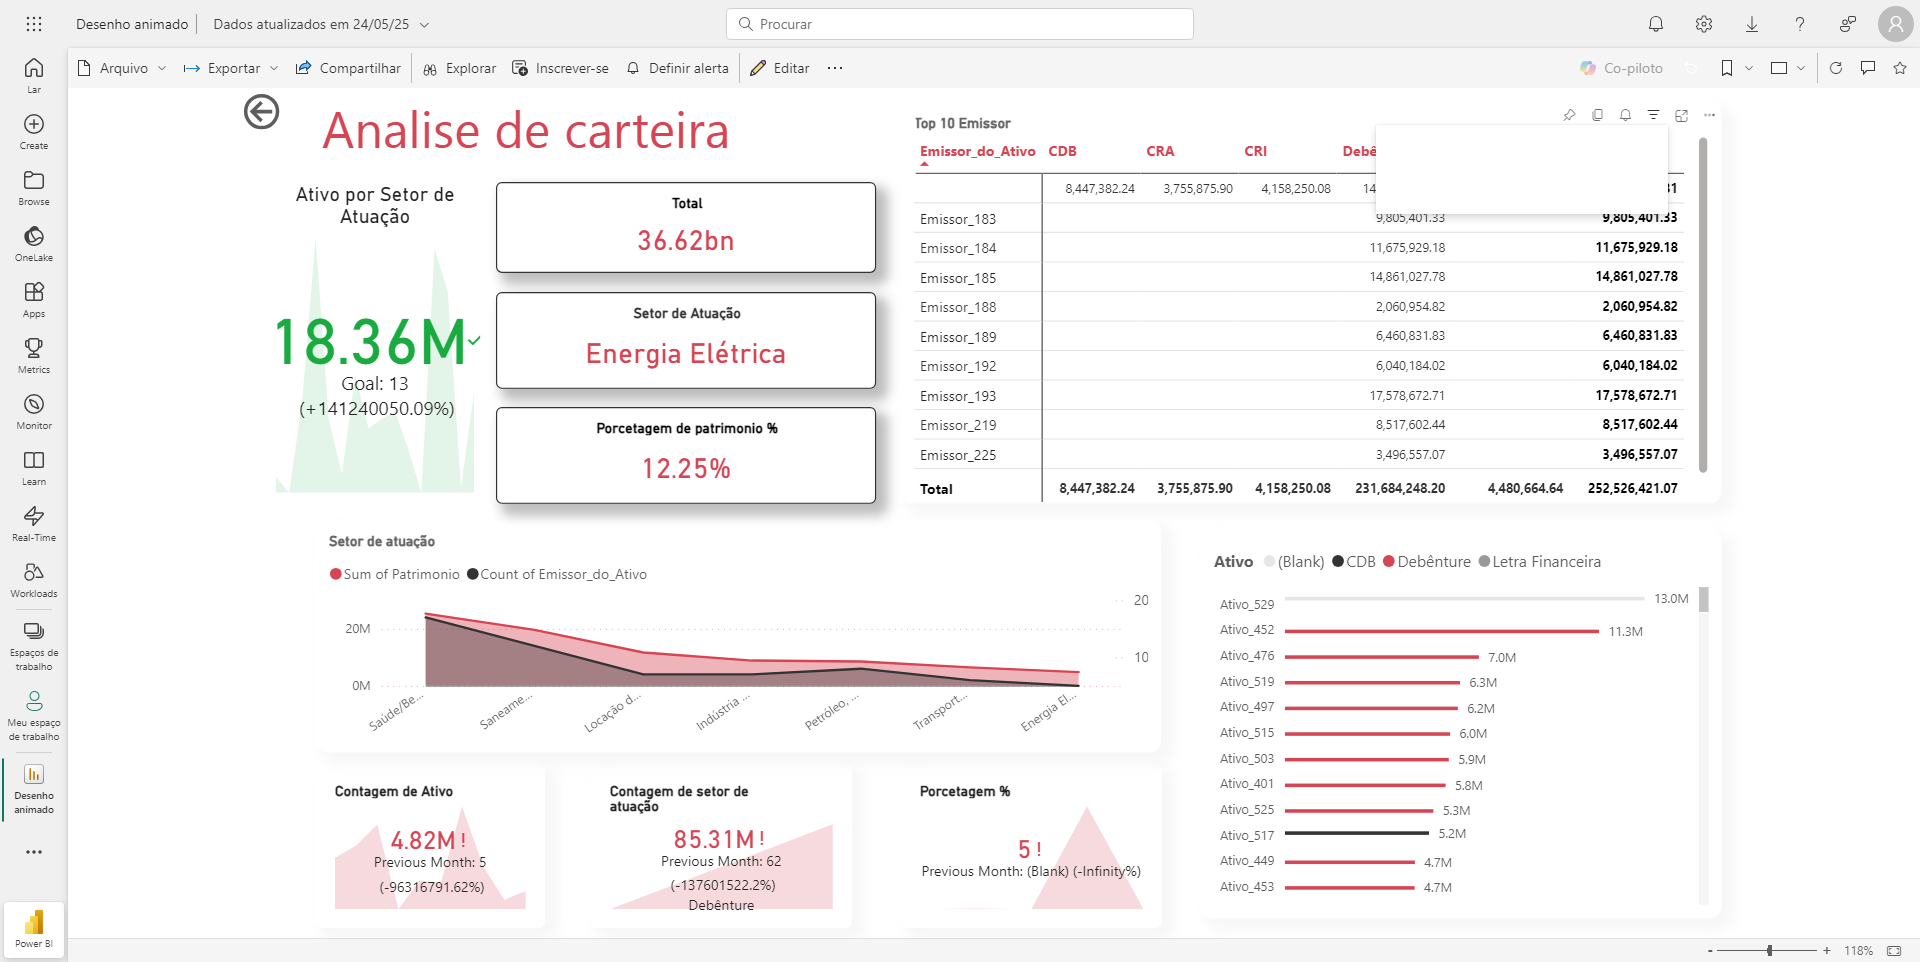 Desenho animado
Dados atualizados em 24/05/25
Procurar
Arquivo
Exportar
Compartilhar
Explorar
Inscrever-se
Definir alerta
Editar
Co-piloto
Lar
Create
Browse
OneLake
Apps
Metrics
Monitor
Learn
Real-Time
Workloads
Espaços de
trabalho
Meu espaço
de trabalho
Desenho
animado
Power BI
Analise de carteira
Ativo por Setor de
Atuação
18.36M
Goal: 13
(+141240050.09%)
Total
36.62bn
Setor de Atuação
Energia Elétrica
Porcetagem de patrimonio %
12.25%
Top 10 Emissor
Emissor_do_Ativo CDB CRA CRI
8,447,382.24 3,755,875.90 4,158,250.08
Emissor_183 9,805,401.33 9,805,401.33
Emissor_184 11,675,929.18 11,675,929.18
Emissor_185 14,861,027.78 14,861,027.78
Emissor_188 2,060,954.82 2,060,954.82
Emissor_189 6,460,831.83 6,460,831.83
Emissor_192 6,040,184.02 6,040,184.02
Emissor_193 17,578,672.71 17,578,672.71
Emissor_219 8,517,602.44 8,517,602.44
Emissor_225 3,496,557.07 3,496,557.07
Total 8,447,382.24 3,755,875.90 4,158,250.08 231,684,248.20 4,480,664.64 252,526,421.07
Setor de atuação
Sum of Patrimonio Count of Emissor_do_Ativo
20M
0M
20
10
Saúde/Be...
Saneame...
Locação d...
Indústria ...
Petróleo, ...
Transport...
Energia El...
Ativo (Blank) CDB Debênture Letra Financeira
Ativo_529 13.0M
Ativo_452 11.3M
Ativo_476 7.0M
Ativo_519 6.3M
Ativo_497 6.2M
Ativo_515 6.0M
Ativo_503 5.9M
Ativo_401 5.8M
Ativo_525 5.3M
Ativo_517 5.2M
Ativo_449 4.7M
Ativo_453 4.7M
Contagem de Ativo
4.82M!
Previous Month: 5
(-96316791.62%)
Contagem de setor de
atuação
85.31M!
Previous Month: 62
(-137601522.2%)
Debênture
Porcetagem %
5!
Previous Month: (Blank) (-Infinity%)
- + 118%